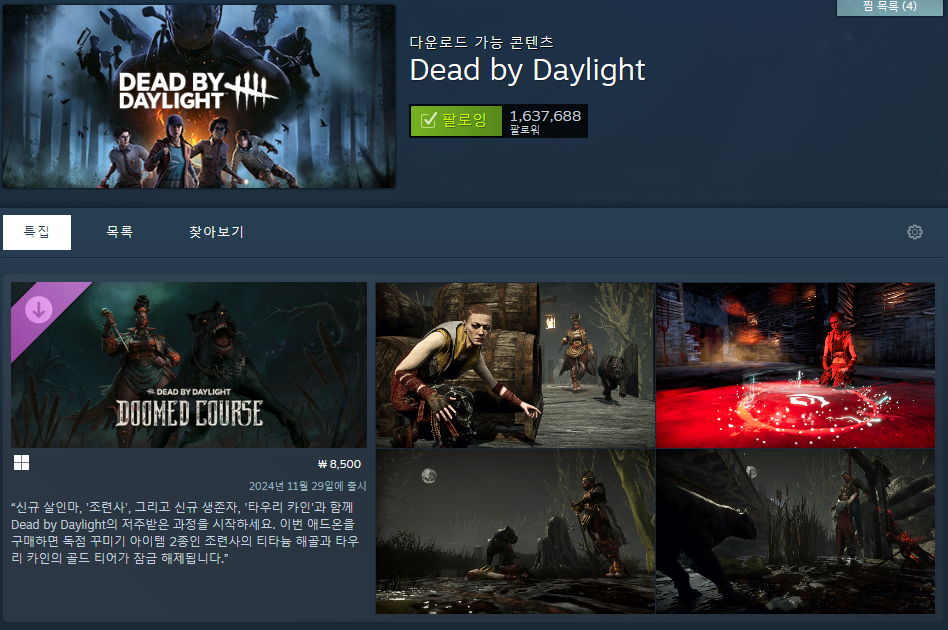 찜 목록 (4)
DEAD BY
DAYLIGHT
다운로드 가능 콘텐츠
Dead by Daylight
팔로잉
1,637,688
팔로워
특집
목록
찾아보기
DEAD BY DAYLIGHT
DOOMED COURSE
₩ 8,500
2024년 11월 29일에 출시
“신규 살인마, '조련사', 그리고 신규 생존자, '타우리 카인'과 함께
Dead by Daylight의 저주받은 과정을 시작하세요. 이번 애드온을
구매하면 독점 꾸미기 아이템 2종인 조련사의 티타늄 해골과 타우
리 카인의 골드 티어가 잠금 해제됩니다.”